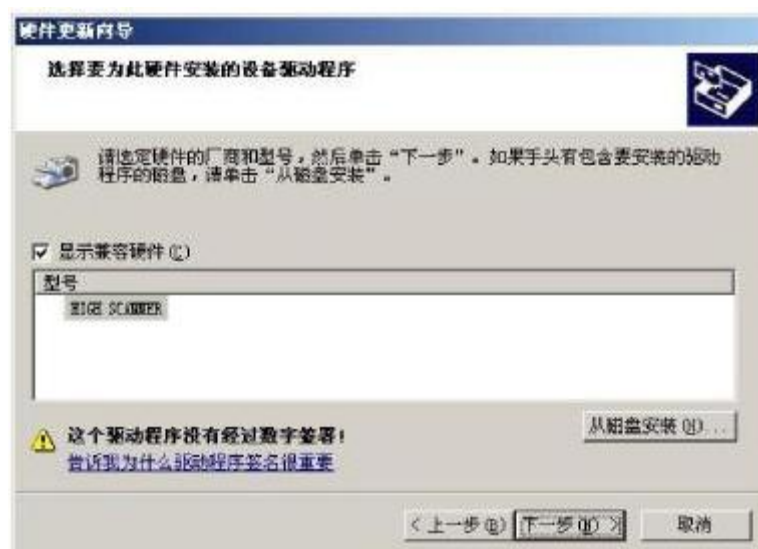 硬件更新向导
选择要为此硬件安装的设备驱动程序
请选定硬件的厂商和型号，然后单击“下一步”。如果手头有包含要安装的驱动
程序的磁盘，请单击“从磁盘安装”。
显示兼容硬件(C)
型号
HIGH SCANNER
这个驱动程序没有经过数字签署!
告诉我为什么驱动程序签名很重要
从磁盘安装(H)...
< 上一步(B) 下一步(N) > 取消